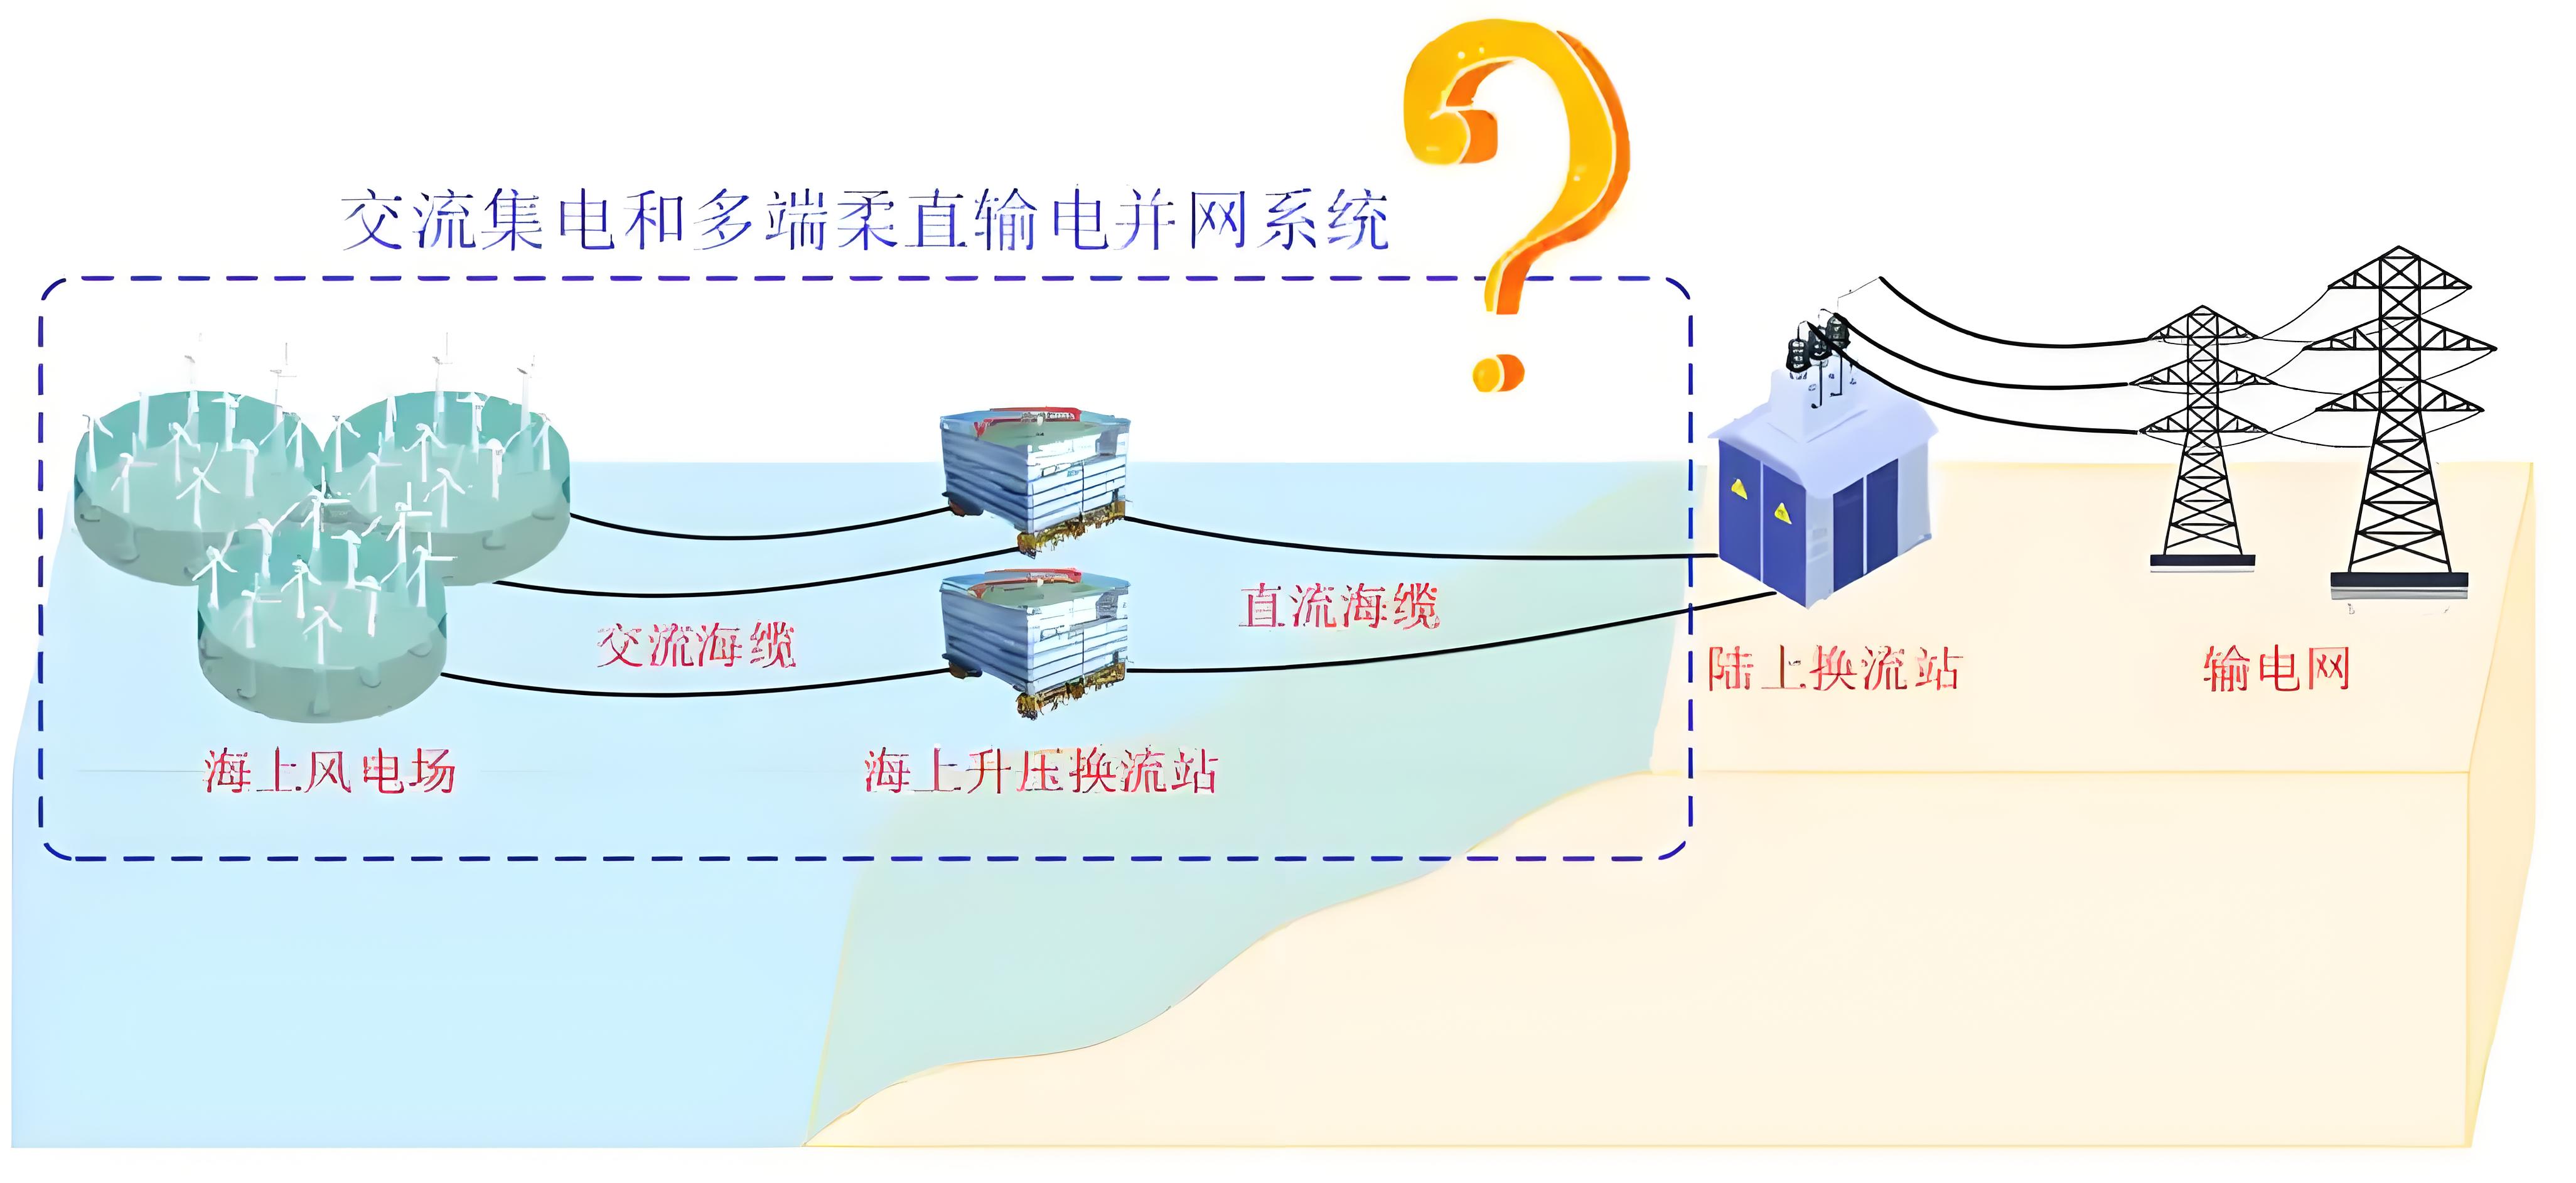 交流集电和多端柔直输电并网系统
直流海缆
交流海缆
陆上换流站
输电网
海上风电场
海上升压换流站